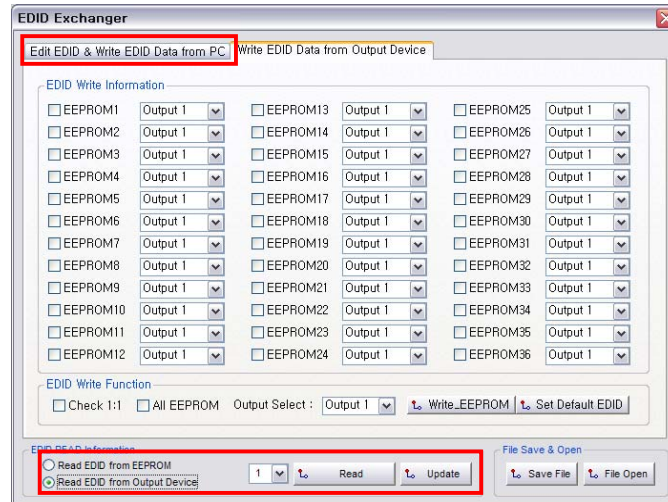 EDID Exchanger
Edit EDID & Write EDID Data from PC Write EDID Data from Output Device
EDID Write Information
EEPROM1 Output 1 EEPROM13 Output 1 EEPROM25 Output 1
EEPROM2 Output 1 EEPROM14 Output 1 EEPROM26 Output 1
EEPROM3 Output 1 EEPROM15 Output 1 EEPROM27 Output 1
EEPROM4 Output 1 EEPROM16 Output 1 EEPROM28 Output 1
EEPROM5 Output 1 EEPROM17 Output 1 EEPROM29 Output 1
EEPROM6 Output 1 EEPROM18 Output 1 EEPROM30 Output 1
EEPROM7 Output 1 EEPROM19 Output 1 EEPROM31 Output 1
EEPROM8 Output 1 EEPROM20 Output 1 EEPROM32 Output 1
EEPROM9 Output 1 EEPROM21 Output 1 EEPROM33 Output 1
EEPROM10 Output 1 EEPROM22 Output 1 EEPROM34 Output 1
EEPROM11 Output 1 EEPROM23 Output 1 EEPROM35 Output 1
EEPROM12 Output 1 EEPROM24 Output 1 EEPROM36 Output 1
EDID Write Function
Check 1:1 All EEPROM Output Select : Output 1 Write_EEPROM Set Default EDID
EDID READ Information File Save & Open
Read EDID from EEPROM
Read EDID from Output Device 1 Read Update Save File File Open